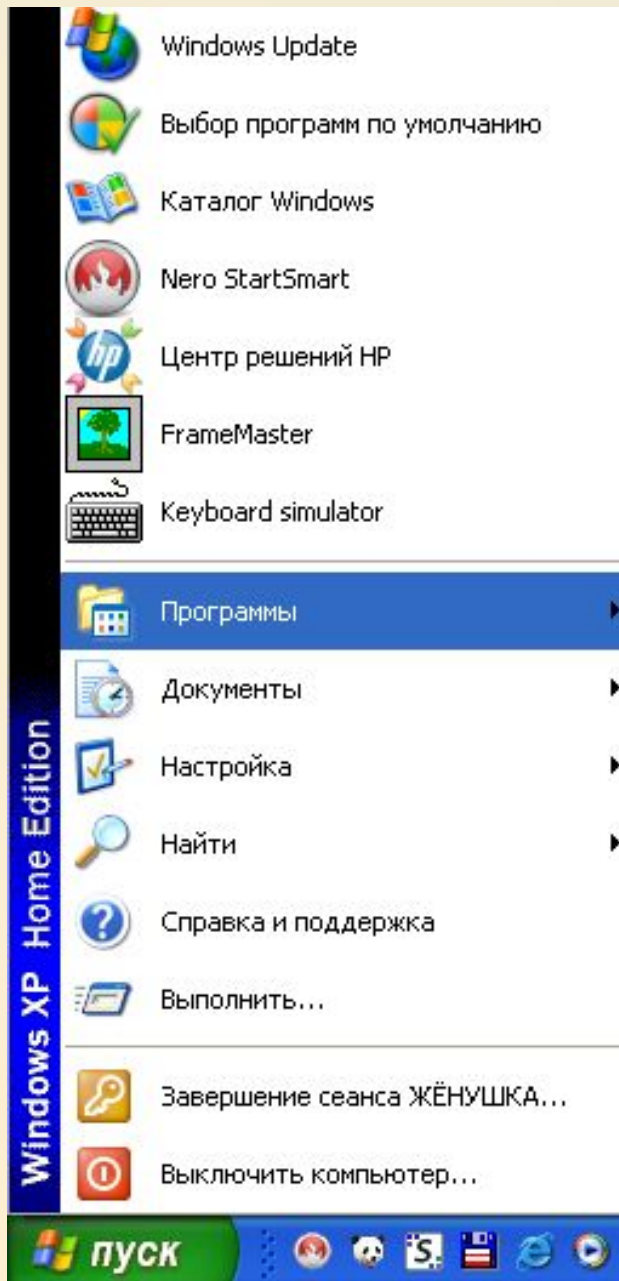 Windows Update
Выбор программ по умолчанию
Каталог Windows
Nero StartSmart
Центр решений HP
FrameMaster
Keyboard simulator
Программы
Документы
Настройка
Найти
Справка и поддержка
Выполнить...
Завершение сеанса ЖЁНУШКА...
Выключить компьютер...
Windows XP Home Edition
пуск